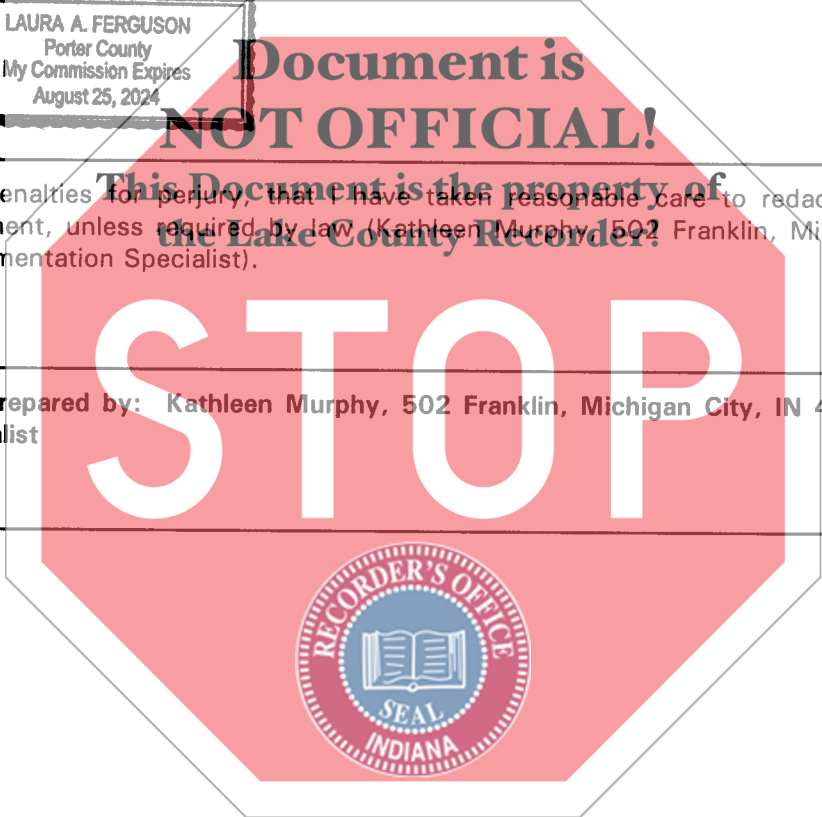 LAURA A. FERGUSON
Porter County
My Commission Expires
August 25, 2024
Document is
NOT OFFICIAL!
This Document is the property of
the Lake County Recorder!
enalties for perjury, that I have taken reasonable care to redac
ent, unless required by law (Kathleen Murphy, 502 Franklin, Mi
mentation Specialist).
STOP
repared by: Kathleen Murphy, 502 Franklin, Michigan City, IN 4
list
RECORDER'S OFFICE
SEAL
INDIANA